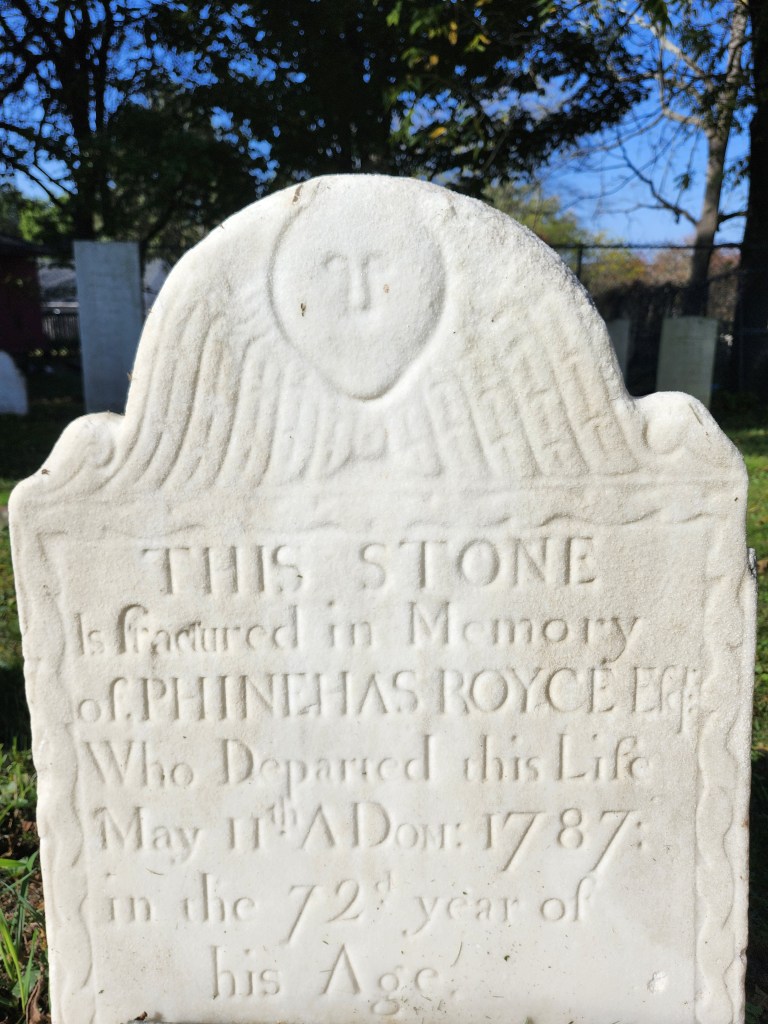 THIS STONE
Is fractured in Memory
of PHINEHAS ROYCE Esqr
Who Departed this Life
May 11th A Dom: 1787:
in the 72d year of
his Age.